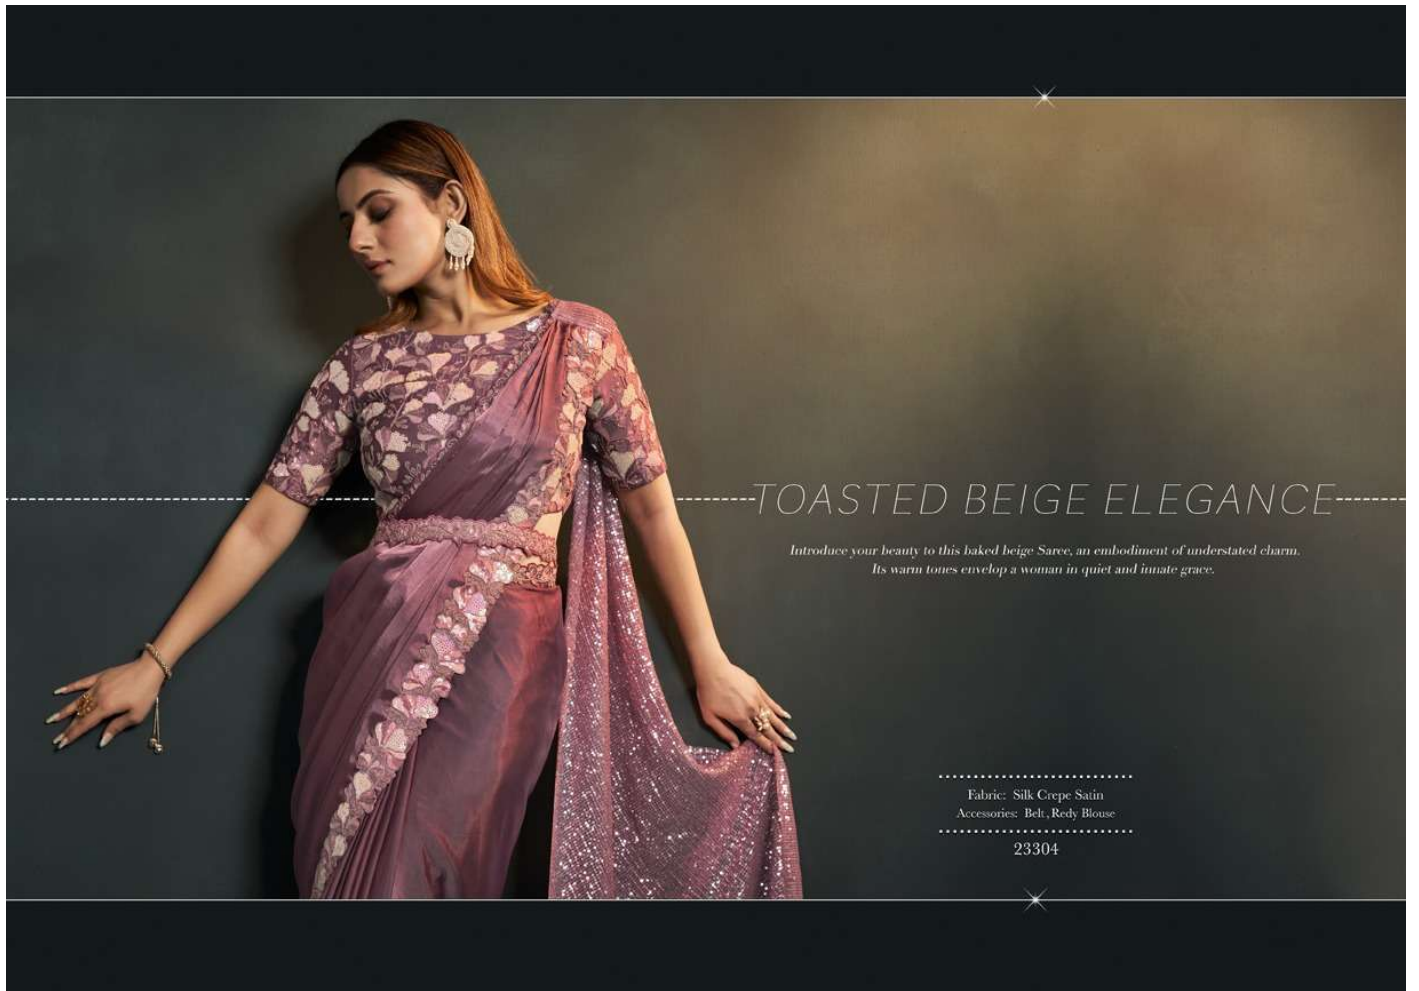 TOASTED BEIGE ELEGANCE
Introduce your beauty to this baked beige Saree, an embodiment of understated charm.
Its warm tones envelop a woman in quiet and innate grace.
Fabric: Silk Crepe Satin
Accessories: Belt , Redy Blouse
23304